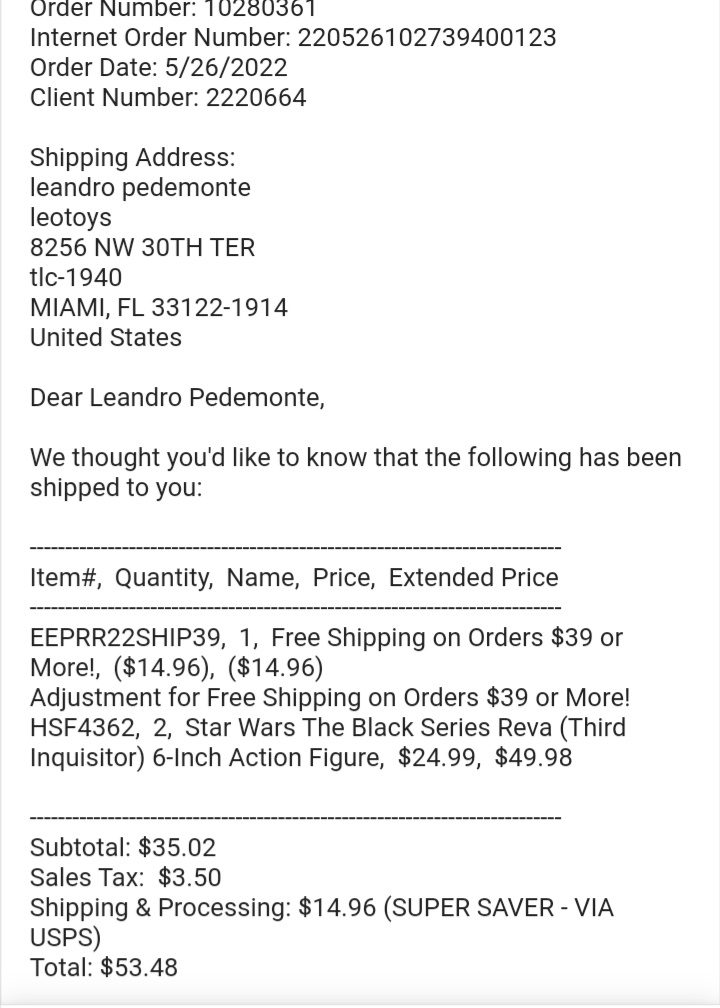 Order Number: 10280361
Internet Order Number: 220526102739400123
Order Date: 5/26/2022
Client Number: 2220664
Shipping Address:
leandro pedemonte
leotoys
8256 NW 30TH TER
tlc-1940
MIAMI, FL 33122-1914
United States
Dear Leandro Pedemonte,
We thought you'd like to know that the following has been
shipped to you:
----------------------------------------------------------------------------
Item#,  Quantity,  Name,  Price,  Extended Price
----------------------------------------------------------------------------
EEPRR22SHIP39,  1,  Free Shipping on Orders $39 or
More!,  ($14.96),  ($14.96)
Adjustment for Free Shipping on Orders $39 or More!
HSF4362,  2,  Star Wars The Black Series Reva (Third
Inquisitor) 6-Inch Action Figure,  $24.99,  $49.98
----------------------------------------------------------------------------
Subtotal: $35.02
Sales Tax:  $3.50
Shipping & Processing: $14.96 (SUPER SAVER - VIA
USPS)
Total: $53.48